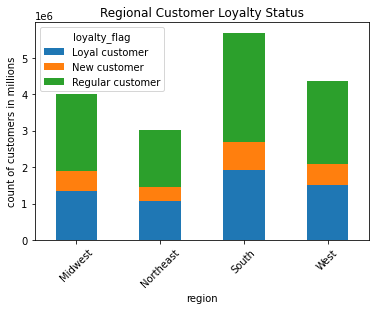 Regional Customer Loyalty Status
1e6
loyalty_flag
Loyal customer
New customer
Regular customer
count of customers in millions
5
4
3
2
1
0
Midwest
Northeast
South
West
region